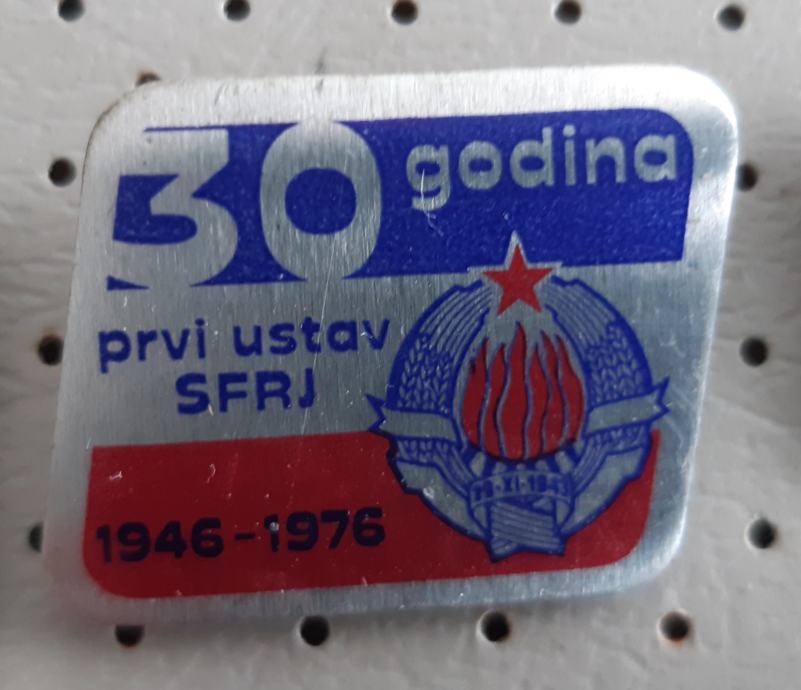 30 godina
prvi ustav
SFRJ
1946-1976
29·XI·1943